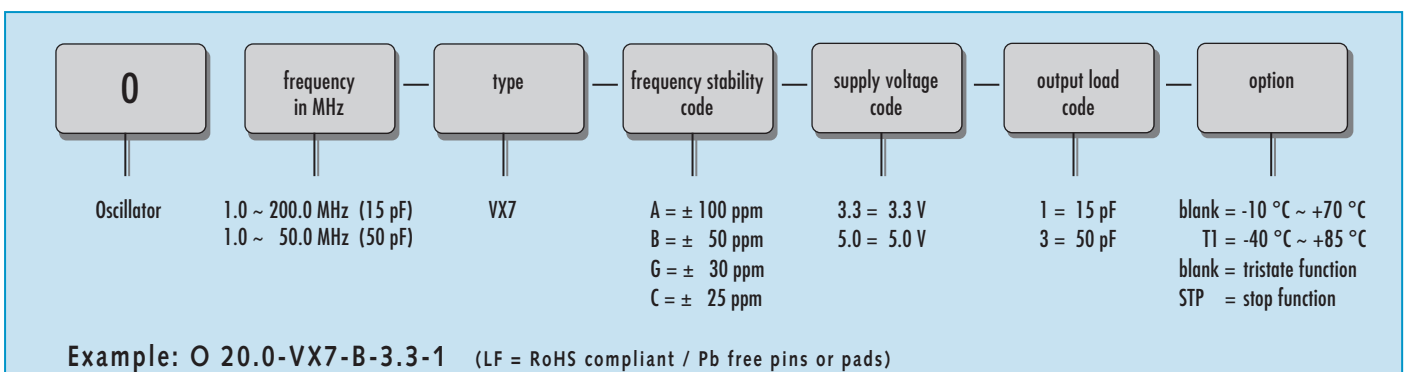 O
frequency
in MHz
type
frequency stability
code
supply voltage
code
output load
code
option
Oscillator
1.0 ~ 200.0 MHz (15 pF)
1.0 ~ 50.0 MHz (50 pF)
VX7
A = ± 100 ppm
B = ± 50 ppm
G = ± 30 ppm
C = ± 25 ppm
3.3 = 3.3 V
5.0 = 5.0 V
1 = 15 pF
3 = 50 pF
blank = -10 °C ~ +70 °C
T1 = -40 °C ~ +85 °C
blank = tristate function
STP = stop function
Example: O 20.0-VX7-B-3.3-1 (LF = RoHS compliant / Pb free pins or pads)